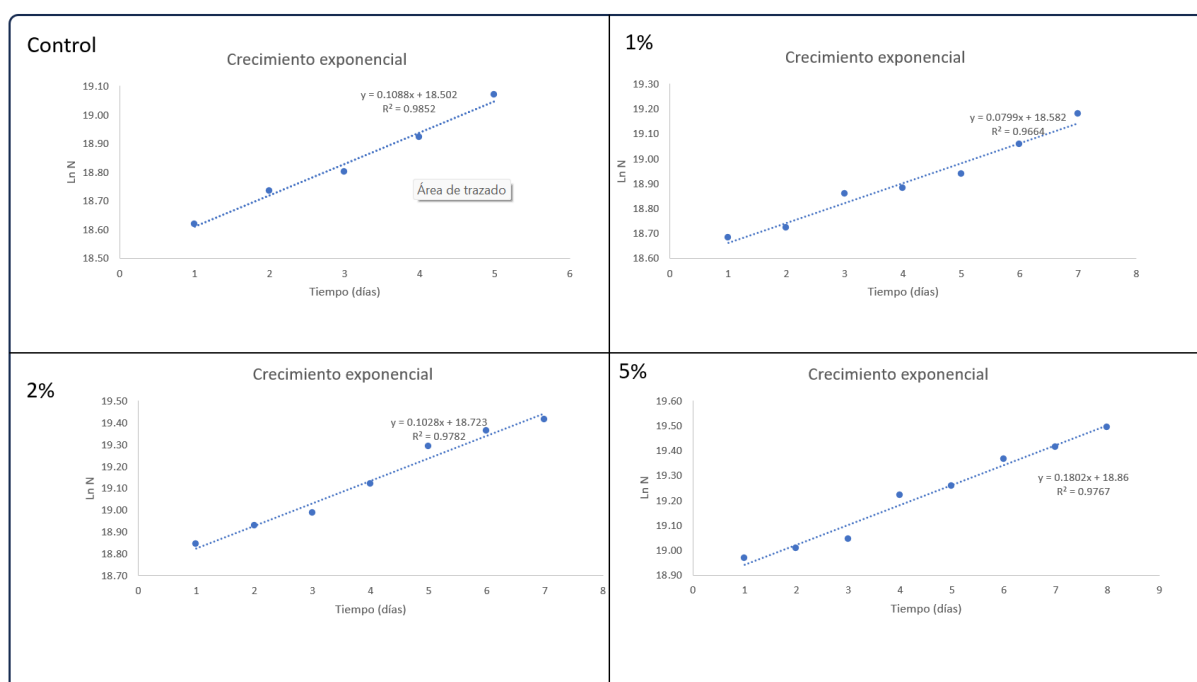 Control
Crecimiento exponencial
19.10
19.00
18.90
18.80
18.70
18.60
18.50
Ln N
y = 0.1088x + 18.502
R² = 0.9852
Área de trazado
0 1 2 3 4 5 6
Tiempo (días)
1%
Crecimiento exponencial
19.30
19.20
19.10
19.00
18.90
18.80
18.70
18.60
Ln N
y = 0.0799x + 18.582
R² = 0.9664
0 1 2 3 4 5 6 7 8
Tiempo (días)
2%
Crecimiento exponencial
19.50
19.40
19.30
19.20
19.10
19.00
18.90
18.80
18.70
Ln N
y = 0.1028x + 18.723
R² = 0.9782
0 1 2 3 4 5 6 7 8
Tiempo (días)
5%
Crecimiento exponencial
19.60
19.50
19.40
19.30
19.20
19.10
19.00
18.90
Ln N
y = 0.1802x + 18.86
R² = 0.9767
0 1 2 3 4 5 6 7 8 9
Tiempo (días)